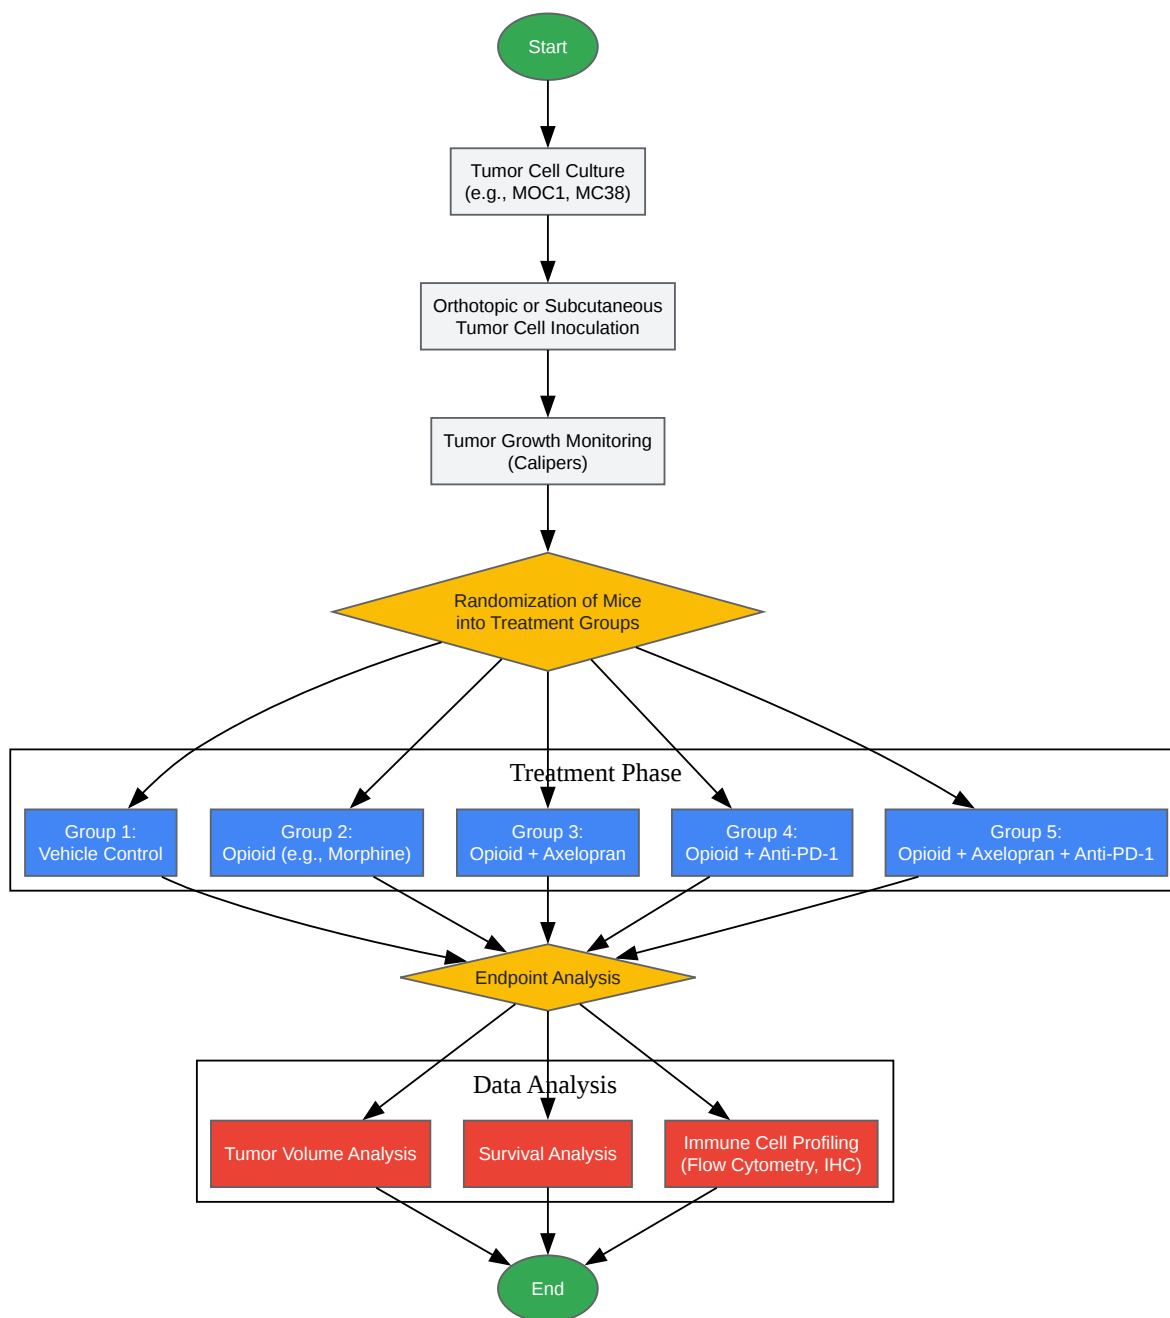 Start
Tumor Cell Culture
(e.g., MOC1, MC38)
Orthotopic or Subcutaneous
Tumor Cell Inoculation
Tumor Growth Monitoring
(Calipers)
Randomization of Mice
into Treatment Groups
Treatment Phase
Group 1:
Vehicle Control
Group 2:
Opioid (e.g., Morphine)
Group 3:
Opioid + Axelopran
Group 4:
Opioid + Anti-PD-1
Group 5:
Opioid + Axelopran + Anti-PD-1
Endpoint Analysis
Data Analysis
Tumor Volume Analysis
Survival Analysis
Immune Cell Profiling
(Flow Cytometry, IHC)
End